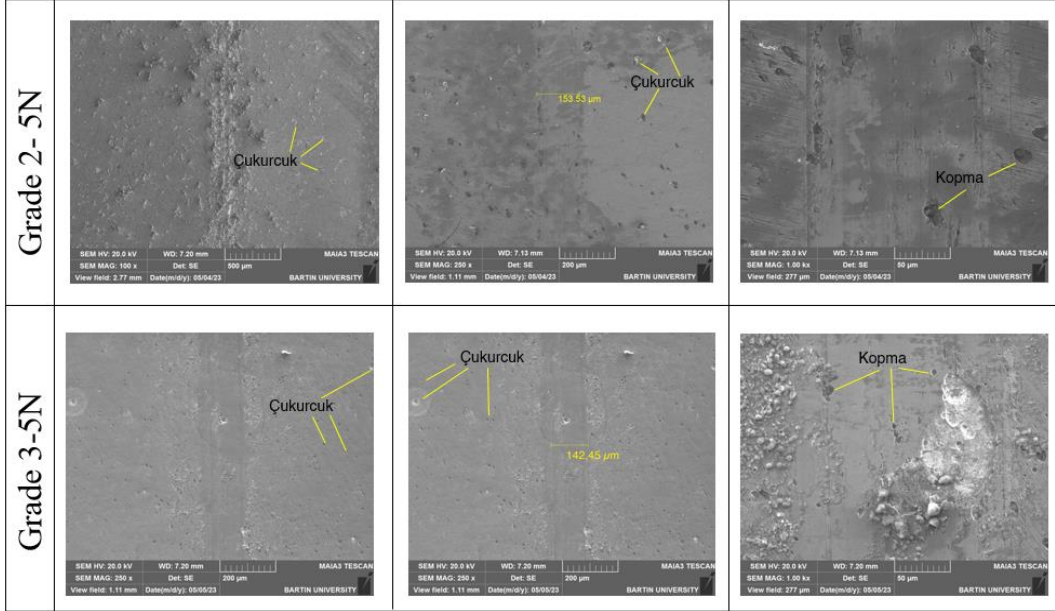 Grade 2- 5N
Çukurcuk
SEM HV: 20.0 kV WD: 7.20 mm MAIA3 TESCAN
SEM MAG: 100 x Det: SE 500 µm
View field: 2.77 mm Date(m/d/y): 05/04/23 BARTIN UNIVERSITY
Çukurcuk
153.53 µm
SEM HV: 20.0 kV WD: 7.13 mm MAIA3 TESCAN
SEM MAG: 250 x Det: SE 200 µm
View field: 1.11 mm Date(m/d/y): 05/04/23 BARTIN UNIVERSITY
Kopma
SEM HV: 20.0 kV WD: 7.13 mm MAIA3 TESCAN
SEM MAG: 1.00 kx Det: SE 50 µm
View field: 277 µm Date(m/d/y): 05/04/23 BARTIN UNIVERSITY
Grade 3-5N
Çukurcuk
SEM HV: 20.0 kV WD: 7.20 mm MAIA3 TESCAN
SEM MAG: 250 x Det: SE 200 µm
View field: 1.11 mm Date(m/d/y): 05/05/23 BARTIN UNIVERSITY
Çukurcuk
142,45 µm
SEM HV: 20.0 kV WD: 7.20 mm MAIA3 TESCAN
SEM MAG: 250 x Det: SE 200 µm
View field: 1.11 mm Date(m/d/y): 05/05/23 BARTIN UNIVERSITY
Kopma
SEM HV: 20.0 kV WD: 7.20 mm MAIA3 TESCAN
SEM MAG: 1.00 kx Det: SE 50 µm
View field: 277 µm Date(m/d/y): 05/05/23 BARTIN UNIVERSITY